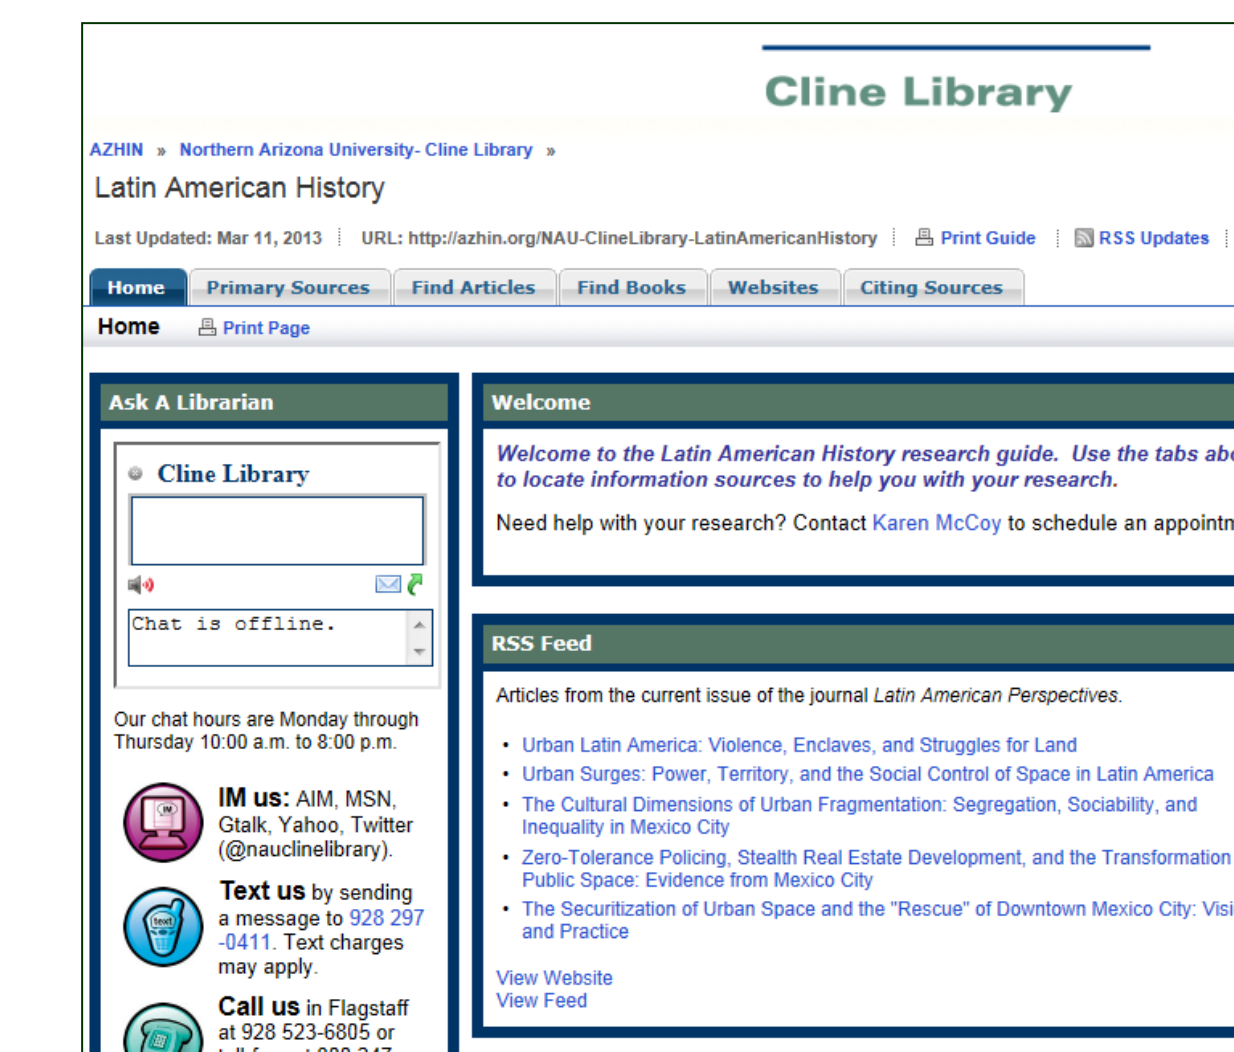 Cline Library
AZHIN » Northern Arizona University- Cline Library »
Latin American History
Last Updated: Mar 11, 2013 URL: http://azhin.org/NAU-ClineLibrary-LatinAmericanHistory Print Guide RSS Updates
Home Primary Sources Find Articles Find Books Websites Citing Sources
Home Print Page
Ask A Librarian
Cline Library
Chat is offline.
Our chat hours are Monday through
Thursday 10:00 a.m. to 8:00 p.m.
IM
IM us: AIM, MSN,
Gtalk, Yahoo, Twitter
(@nauclinelibrary).
text
Text us by sending
a message to 928 297
-0411. Text charges
may apply.
Call us in Flagstaff
at 928 523-6805 or
Welcome
Welcome to the Latin American History research guide. Use the tabs
to locate information sources to help you with your research.
Need help with your research? Contact Karen McCoy to schedule an
RSS Feed
Articles from the current issue of the journal Latin American Perspectives.
• Urban Latin America: Violence, Enclaves, and Struggles for Land
• Urban Surges: Power, Territory, and the Social Control of Space in Latin America
• The Cultural Dimensions of Urban Fragmentation: Segregation, Sociability, and
Inequality in Mexico City
• Zero-Tolerance Policing, Stealth Real Estate Development, and the Transformation
Public Space: Evidence from Mexico City
• The Securitization of Urban Space and the "Rescue" of Downtown Mexico City:
and Practice
View Website
View Feed